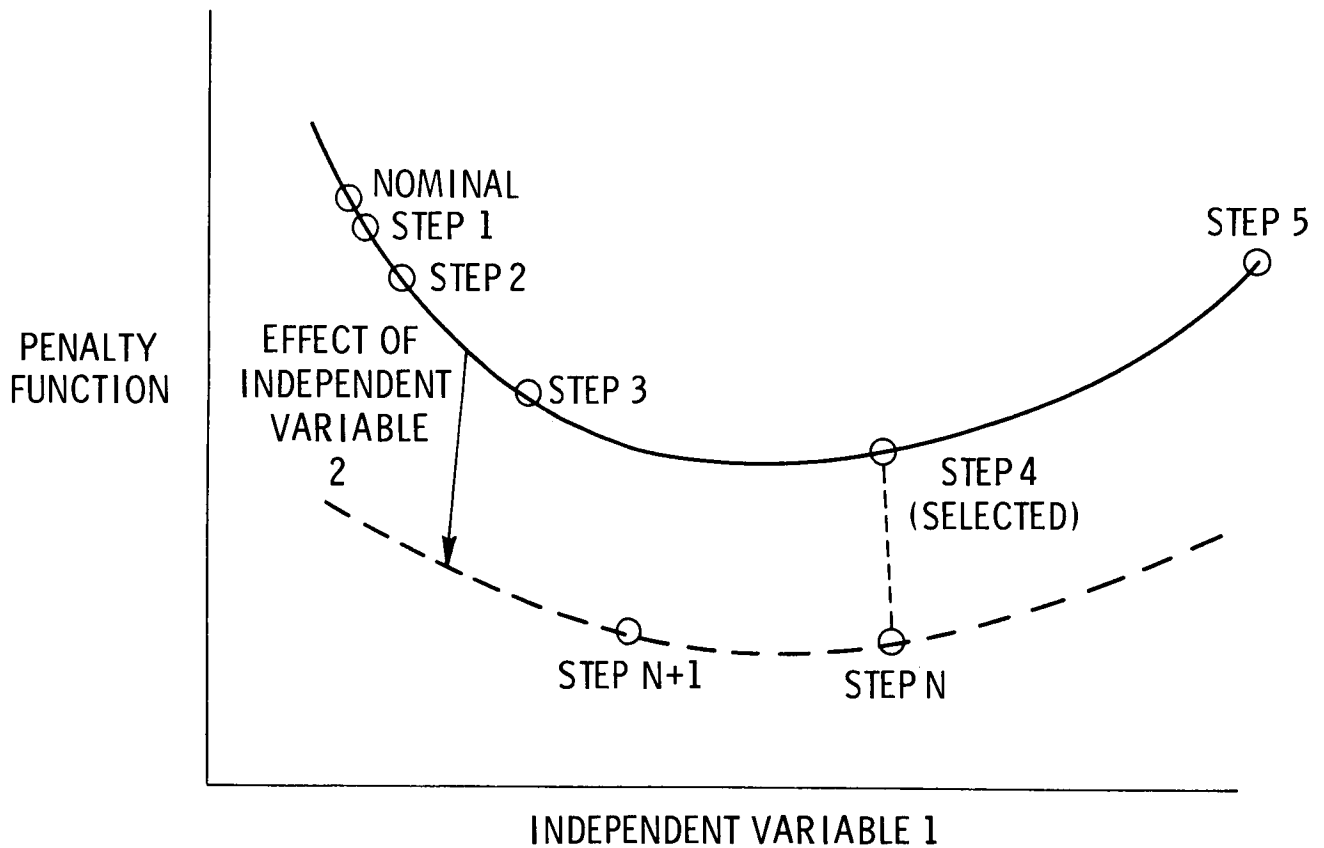 NOMINAL
STEP 1
STEP 2
STEP 5
PENALTY
FUNCTION
EFFECT OF
INDEPENDENT
VARIABLE
2
STEP 3
STEP 4
(SELECTED)
STEP N+1
STEP N
INDEPENDENT VARIABLE 1